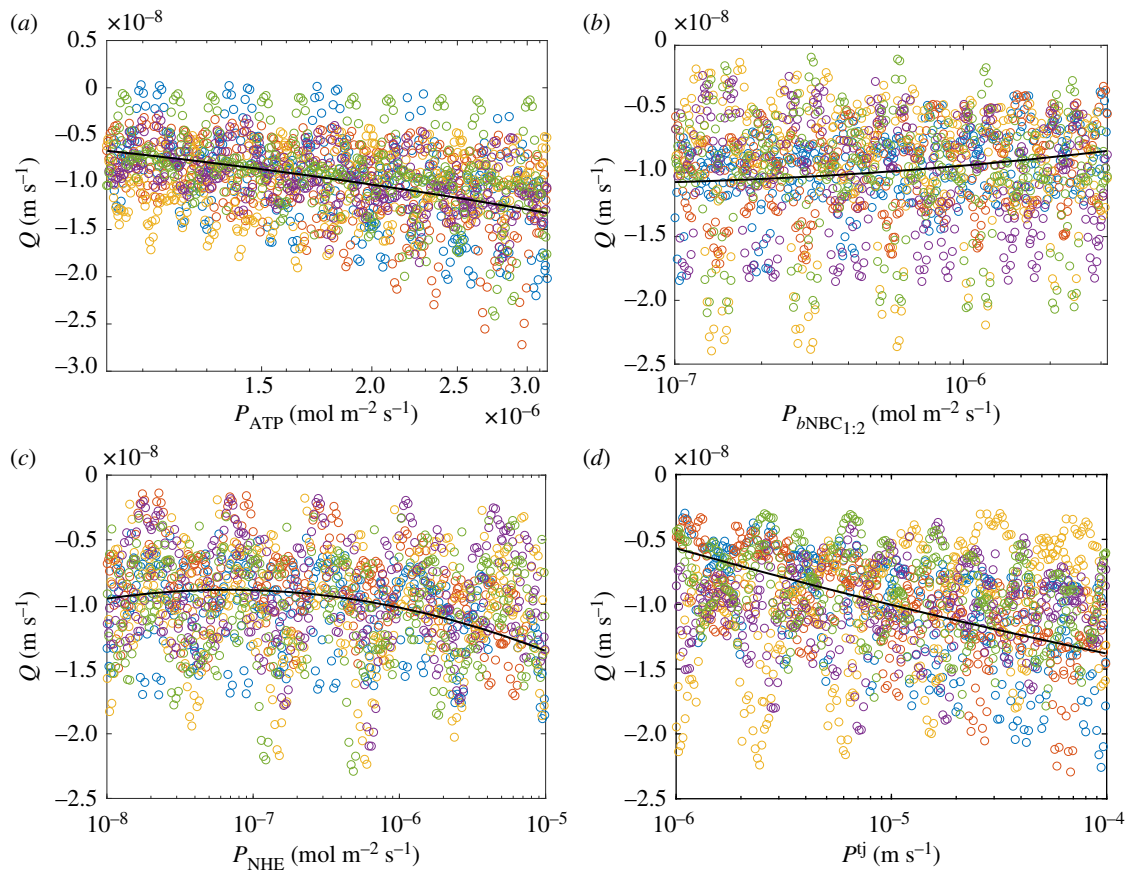 (a) ×10⁻⁸
0.5
0
–0.5
–1.0
–1.5
–2.0
–2.5
–3.0
Q (m s⁻¹)
1.5 2.0 2.5 3.0
P_ATP (mol m⁻² s⁻¹) ×10⁻⁶
(b) ×10⁻⁸
0
–0.5
–1.0
–1.5
–2.0
–2.5
Q (m s⁻¹)
10⁻⁷ 10⁻⁶
P_bNBC₁:₂ (mol m⁻² s⁻¹)
(c) ×10⁻⁸
0
–0.5
–1.0
–1.5
–2.0
–2.5
Q (m s⁻¹)
10⁻⁸ 10⁻⁷ 10⁻⁶ 10⁻⁵
P_NHE (mol m⁻² s⁻¹)
(d) ×10⁻⁸
0
–0.5
–1.0
–1.5
–2.0
–2.5
Q (m s⁻¹)
10⁻⁶ 10⁻⁵ 10⁻⁴
P^tj (m s⁻¹)